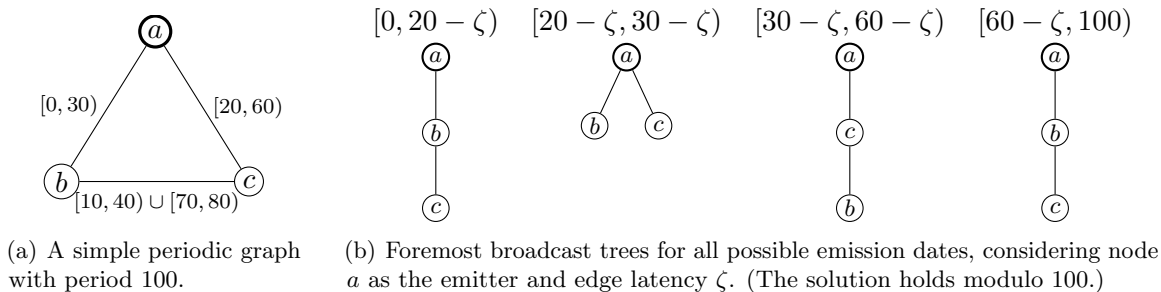 [0, 20 − ζ) [20 − ζ, 30 − ζ) [30 − ζ, 60 − ζ) [60 − ζ, 100)
a
[0, 30)
[20, 60)
b
c
[10, 40) ∪ [70, 80)
a
b
c
a
b c
a
c
b
a
b
c
(a) A simple periodic graph
with period 100.
(b) Foremost broadcast trees for all possible emission dates, considering node
a as the emitter and edge latency ζ. (The solution holds modulo 100.)